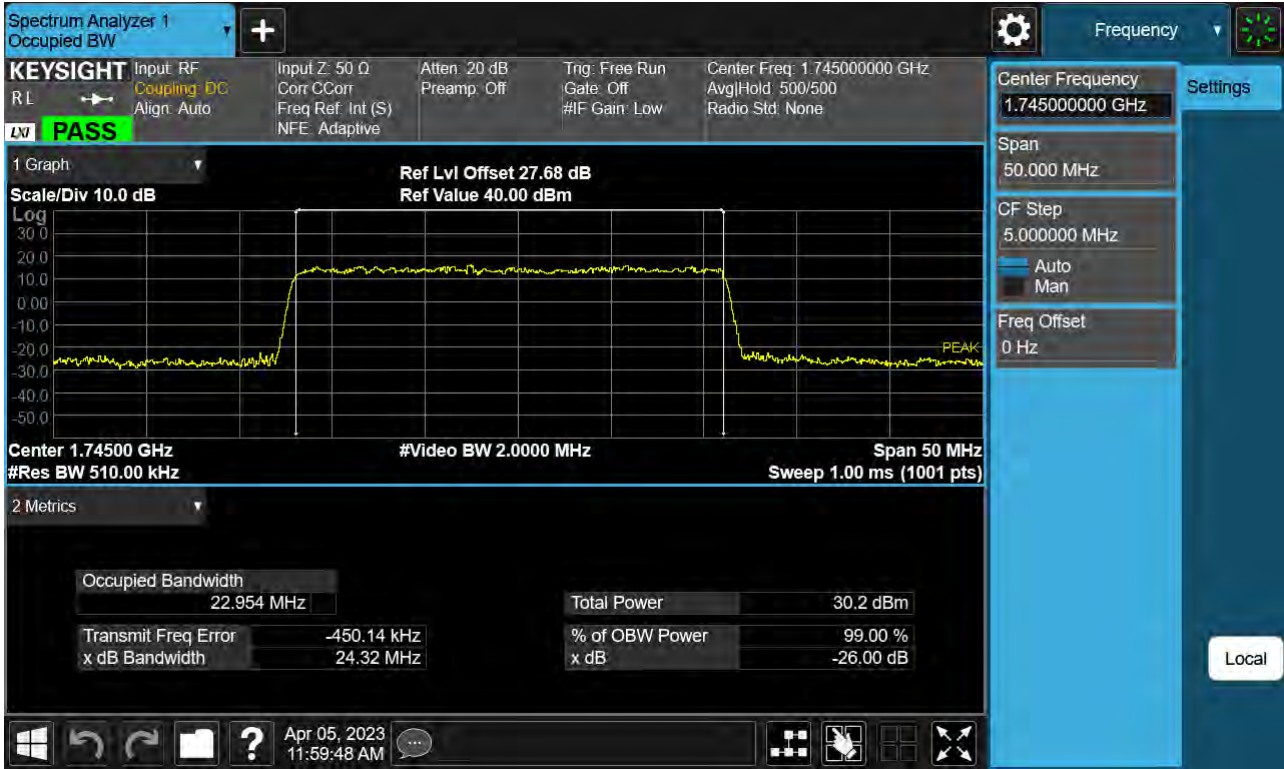 Spectrum Analyzer 1
Occupied BW
+
Frequency
KEYSIGHT
RL
LXI
PASS
Input: RF
Coupling: DC
Align: Auto
Input Z: 50 Ω
Corr CCorr
Freq Ref: Int (S)
NFE: Adaptive
Atten: 20 dB
Preamp: Off
Trig: Free Run
Gate: Off
#IF Gain: Low
Center Freq: 1.745000000 GHz
Avg|Hold: 500/500
Radio Std: None
Center Frequency
1.745000000 GHz
Settings
Span
50.000 MHz
CF Step
5.000000 MHz
Auto
Man
Freq Offset
0 Hz
Local
1 Graph
Scale/Div 10.0 dB
Ref Lvl Offset 27.68 dB
Ref Value 40.00 dBm
Log
30.0
20.0
10.0
0.00
-10.0
-20.0
-30.0
-40.0
-50.0
PEAK
Center 1.74500 GHz
#Video BW 2.0000 MHz
Span 50 MHz
#Res BW 510.00 kHz
Sweep 1.00 ms (1001 pts)
2 Metrics
Occupied Bandwidth
22.954 MHz
Total Power 30.2 dBm
Transmit Freq Error -450.14 kHz
% of OBW Power 99.00 %
x dB Bandwidth 24.32 MHz
x dB -26.00 dB
?
Apr 05, 2023
11:59:48 AM